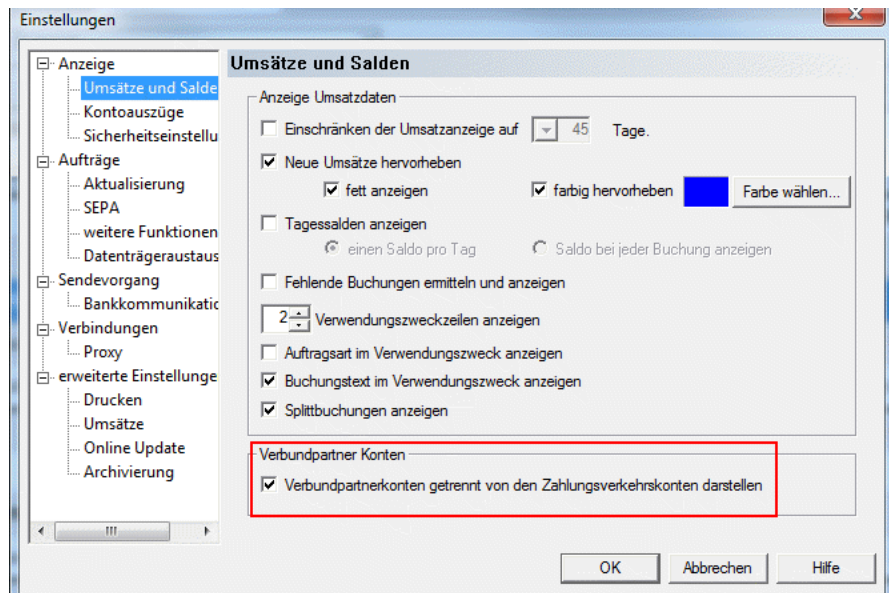 Einstellungen
Anzeige
Umsätze und Salde
Kontoauszüge
Sicherheitseinstellu
Aufträge
Aktualisierung
SEPA
weitere Funktionen
Datenträgeraustaus
Sendevorgang
Bankkommunikatic
Verbindungen
Proxy
erweiterte Einstellunge
Drucken
Umsätze
Online Update
Archivierung
Umsätze und Salden
Anzeige Umsatzdaten
Einschränken der Umsatzanzeige auf 45 Tage.
Neue Umsätze hervorheben
fett anzeigen farbig hervorheben Farbe wählen...
Tagessalden anzeigen
einen Saldo pro Tag Saldo bei jeder Buchung anzeigen
Fehlende Buchungen ermitteln und anzeigen
2 Verwendungszweckzeilen anzeigen
Auftragsart im Verwendungszweck anzeigen
Buchungstext im Verwendungszweck anzeigen
Splittbuchungen anzeigen
Verbundpartner Konten
Verbundpartnerkonten getrennt von den Zahlungsverkehrskonten darstellen
OK Abbrechen Hilfe